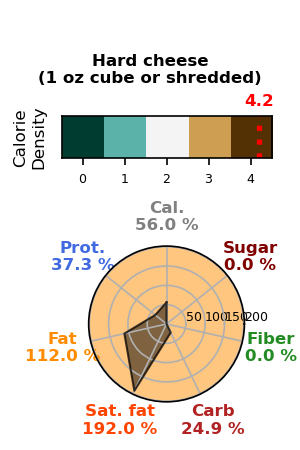 Hard cheese
(1 oz cube or shredded)
4.2
Calorie
Density
0 1 2 3 4
Cal.
56.0 %
Prot.
37.3 %
Sugar
0.0 %
50 100 150 200
Fat
112.0 %
Fiber
0.0 %
Sat. fat
192.0 %
Carb
24.9 %